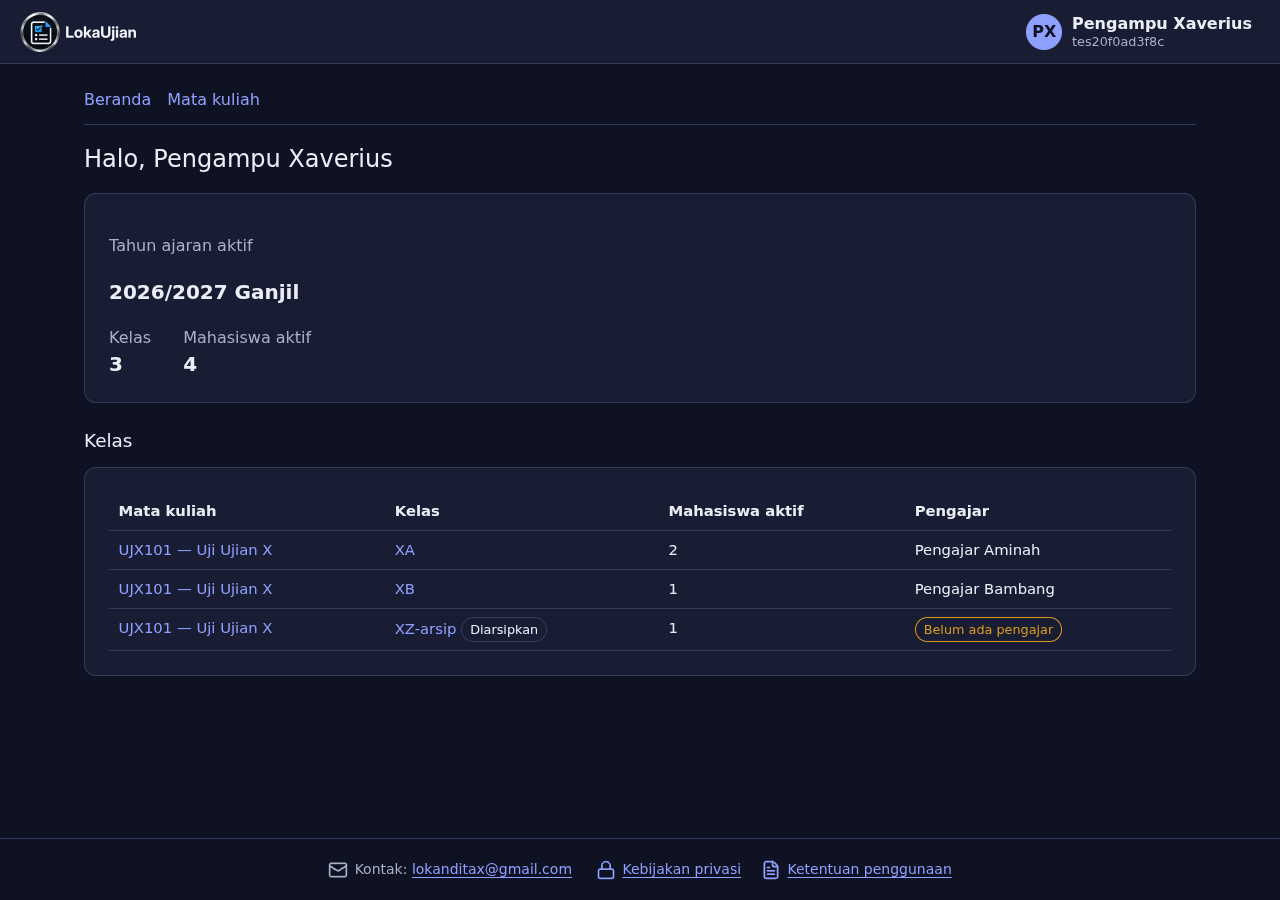 LokaUjian
PX
Pengampu Xaverius
tes20f0ad3f8c
Beranda Mata kuliah
Halo, Pengampu Xaverius
Tahun ajaran aktif
2026/2027 Ganjil
Kelas Mahasiswa aktif
3 4
Kelas
Mata kuliah Kelas Mahasiswa aktif Pengajar
UJX101 — Uji Ujian X XA 2 Pengajar Aminah
UJX101 — Uji Ujian X XB 1 Pengajar Bambang
UJX101 — Uji Ujian X XZ-arsip Diarsipkan 1 Belum ada pengajar
Kontak: lokanditax@gmail.com Kebijakan privasi Ketentuan penggunaan